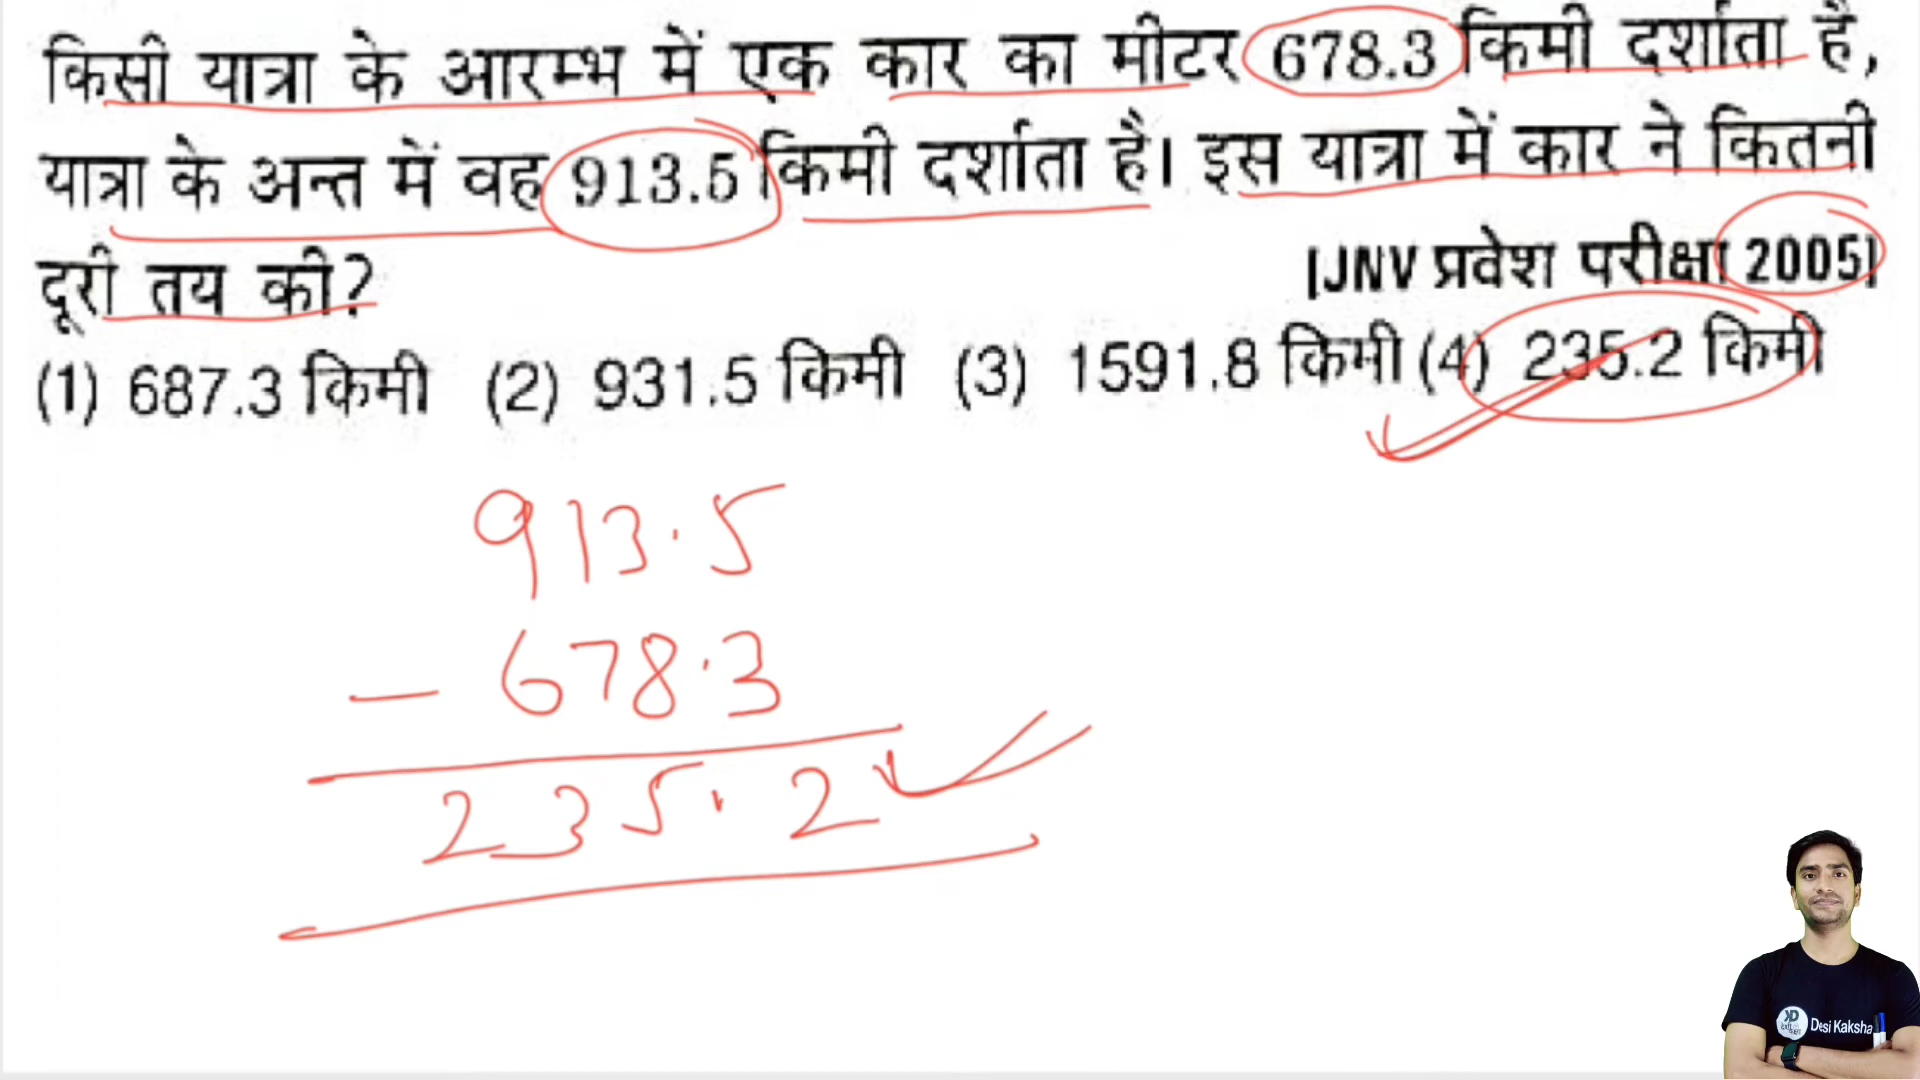 किसी यात्रा के आरम्भ में एक कार का मीटर 678.3 किमी दर्शाता है,
यात्रा के अन्त में वह 913.5 किमी दर्शाता है। इस यात्रा में कार ने कितनी
दूरी तय की?
[JNV प्रवेश परीक्षा 2005]
(1) 687.3 किमी (2) 931.5 किमी (3) 1591.8 किमी (4) 235.2 किमी
913.5
- 678.3
235.2
KD
Desi Kaksha